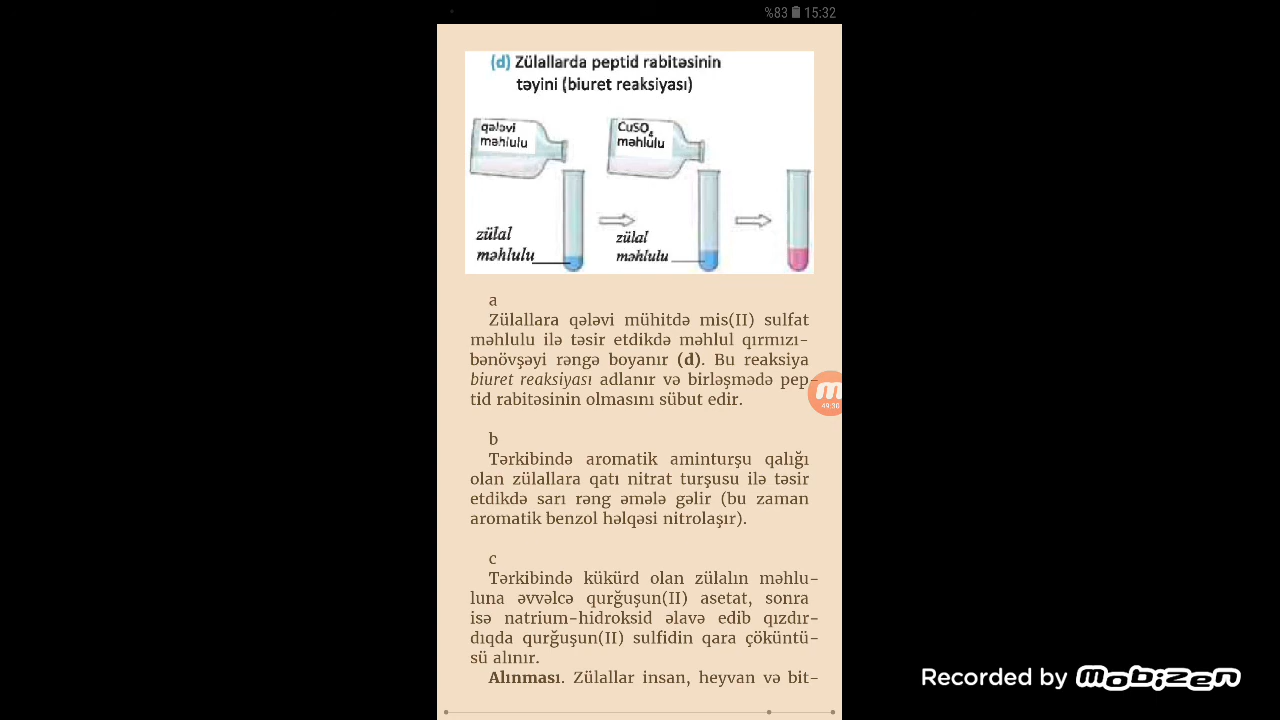 %83 15:32
(d) Zülallarda peptid rabitəsinin
təyini (biuret reaksiyası)
qələvi
məhlulu
CuSO4
məhlulu
zülal
məhlulu
zülal
məhlulu
a
Zülallara qələvi mühitdə mis(II) sulfat
məhlulu ilə təsir etdikdə məhlul qırmızı-
bənövşəyi rəngə boyanır (d). Bu reaksiya
biuret reaksiyası adlanır və birləşmədə pep-
tid rabitəsinin olmasını sübut edir.
b
Tərkibində aromatik aminturşu qalığı
olan zülallara qatı nitrat turşusu ilə təsir
etdikdə sarı rəng əmələ gəlir (bu zaman
aromatik benzol həlqəsi nitrolaşır).
c
Tərkibində kükürd olan zülalın məhlu-
luna əvvəlcə qurğuşun(II) asetat, sonra
isə natrium-hidroksid əlavə edib qızdır-
dıqda qurğuşun(II) sulfidin qara çöküntü-
sü alınır.
Alınması. Zülallar insan, heyvan və bit-
m
49:50
Recorded by mobizen